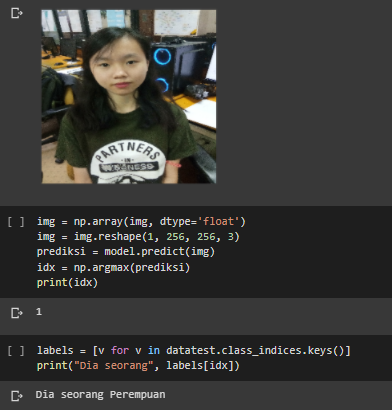 PARTNERS
IN
[ ] img = np.array(img, dtype='float')
img = img.reshape(1, 256, 256, 3)
prediksi = model.predict(img)
idx = np.argmax(prediksi)
print(idx)
1
[ ] labels = [v for v in datatest.class_indices.keys()]
print("Dia seorang", labels[idx])
Dia seorang Perempuan